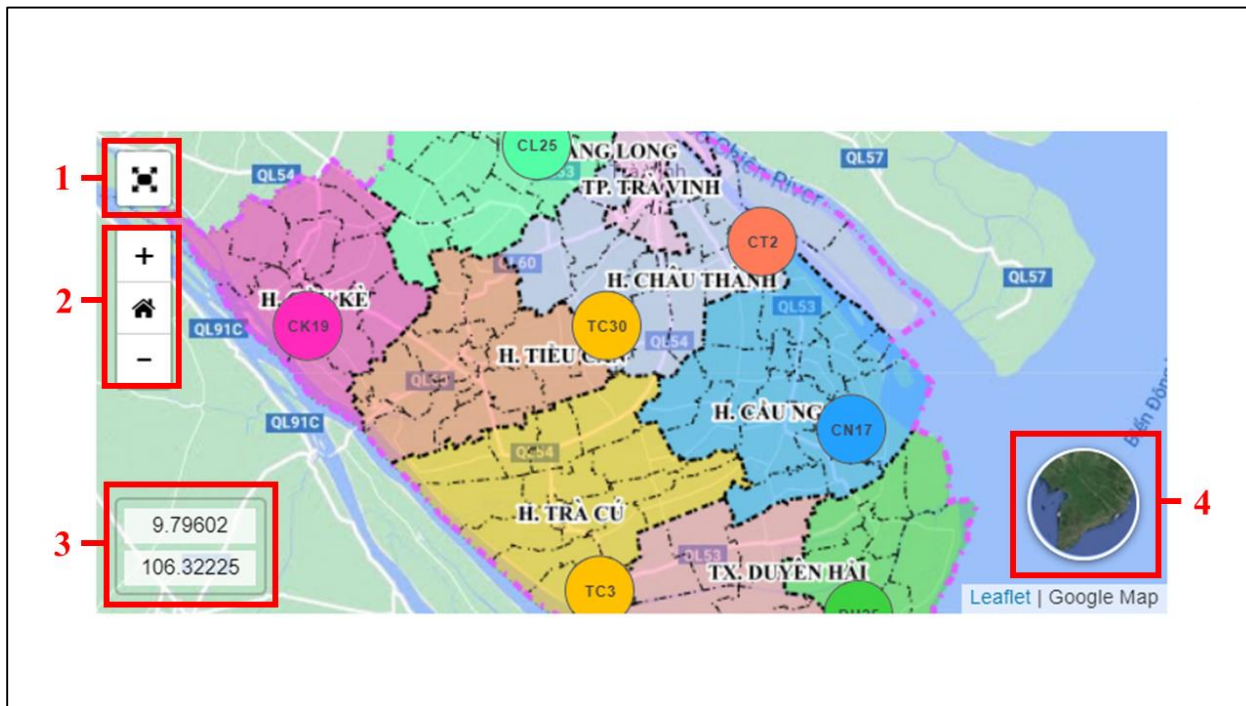 CL25
QL57
TP. TRÀ VINH
1
QL54
CT2
+
QL60
H. CHÂU THÀNH
QL57
2
QL53
QL91C
CK19
TC30
QL54
−
H. TIỂU
QL91C
H. CẦU NG
CN17
Biển Đông
QL54
9.79602
3
H. TRÀ CÚ
4
106.32225
QL53
TX. DUYÊN HẢI
TC3
Leaflet | Google Map